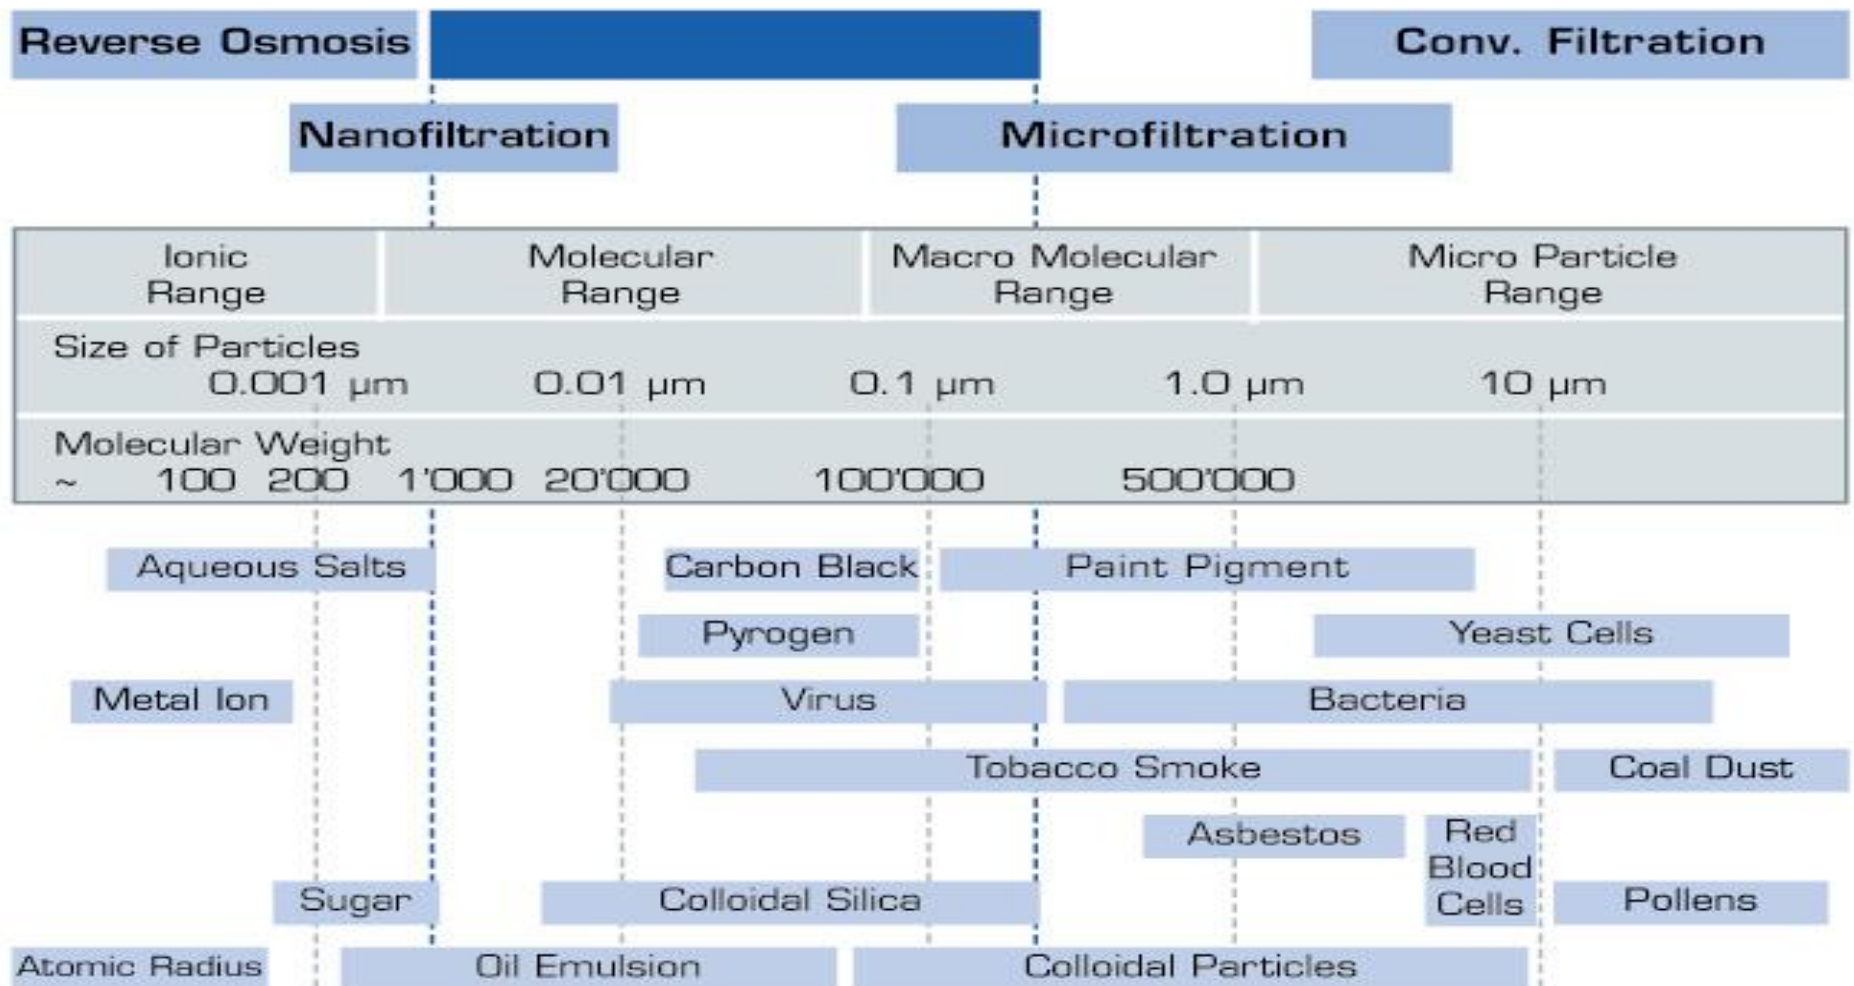 Reverse Osmosis
Conv. Filtration
Nanofiltration
Microfiltration
Ionic
Range
Molecular
Range
Macro Molecular
Range
Micro Particle
Range
Size of Particles
0.001 µm 0.01 µm 0.1 µm 1.0 µm 10 µm
Molecular Weight
~ 100 200 1'000 20'000 100'000 500'000
Aqueous Salts
Carbon Black
Paint Pigment
Pyrogen
Yeast Cells
Metal Ion
Virus
Bacteria
Tobacco Smoke
Coal Dust
Asbestos
Red
Blood
Cells
Sugar
Colloidal Silica
Pollens
Atomic Radius
Oil Emulsion
Colloidal Particles